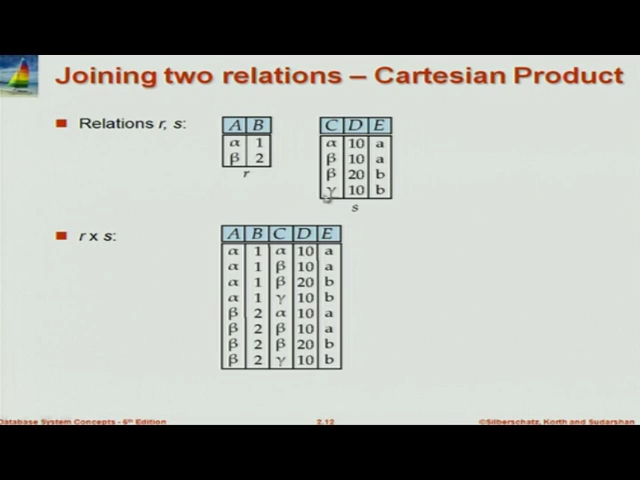 Joining two relations – Cartesian Product
Relations r, s:
A B
α 1
β 2
r
C D E
α 10 a
β 10 a
β 20 b
γ 10 b
s
r x s:
A B C D E
α 1 α 10 a
α 1 β 10 a
α 1 β 20 b
α 1 γ 10 b
β 2 α 10 a
β 2 β 10 a
β 2 β 20 b
β 2 γ 10 b
Database System Concepts - 6th Edition
2.12
©Silberschatz, Korth and Sudarshan